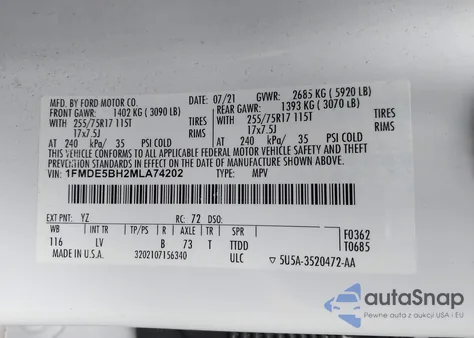 MFD. BY FORD MOTOR CO.
DATE: 07/21 GVWR: 2685 KG (5920 LB)
FRONT GAWR: 1402 KG (3090 LB)
REAR GAWR: 1393 KG (3070 LB)
WITH 255/75R17 115T TIRES WITH 255/75R17 115T TIRES
17x7.5J RIMS 17x7.5J RIMS
AT 240 kPa/ 35 PSI COLD AT 240 kPa/ 35 PSI COLD
THIS VEHICLE CONFORMS TO ALL APPLICABLE FEDERAL MOTOR VEHICLE SAFETY, BUMPER, AND THEFT PREVENTION STANDARDS IN EFFECT ON THE DATE OF MANUFACTURE SHOWN ABOVE.
VIN: 1FMDE5BH2MLA74202 TYPE: MPV
EXT PNT: YZ RC: 72 DSO:
WB INT TR TP/PS R AXLE TR SPR
116 LV B 73 T TTDD
F0362
T0685
MADE IN U.S.A. 3202107156340 ULC ▽ 5U5A-3520472-AA
autoSnap
Pewne auta z aukcji USA i EU